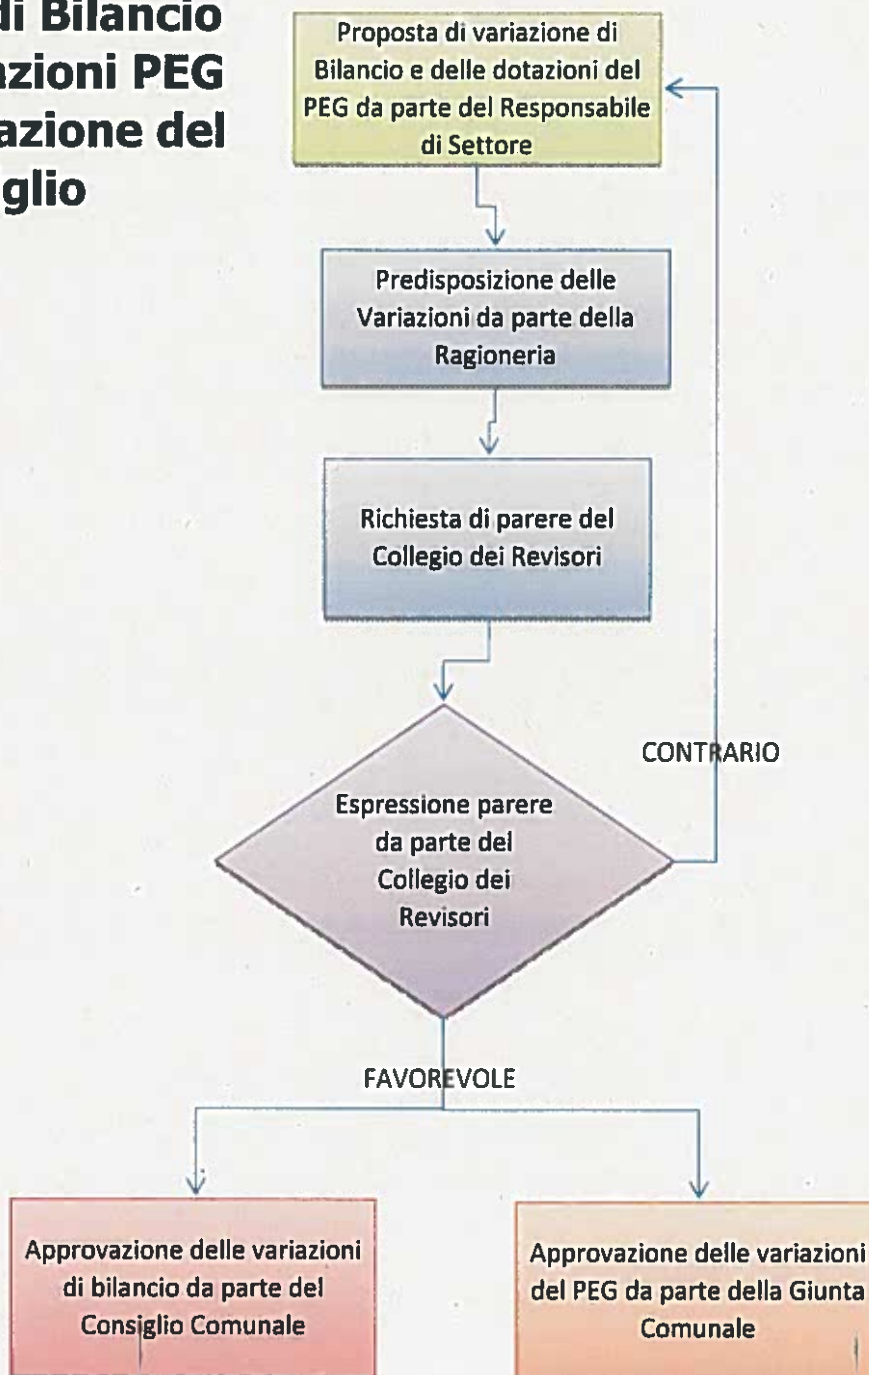 di Bilancio
azioni PEG
azione del
glio
Proposta di variazione di
Bilancio e delle dotazioni del
PEG da parte del Responsabile
di Settore
Predisposizione delle
Variazioni da parte della
Ragioneria
Richiesta di parere del
Collegio dei Revisori
Espressione parere
da parte del
Collegio dei
Revisori
CONTRARIO
FAVOREVOLE
Approvazione delle variazioni
di bilancio da parte del
Consiglio Comunale
Approvazione delle variazioni
del PEG da parte della Giunta
Comunale